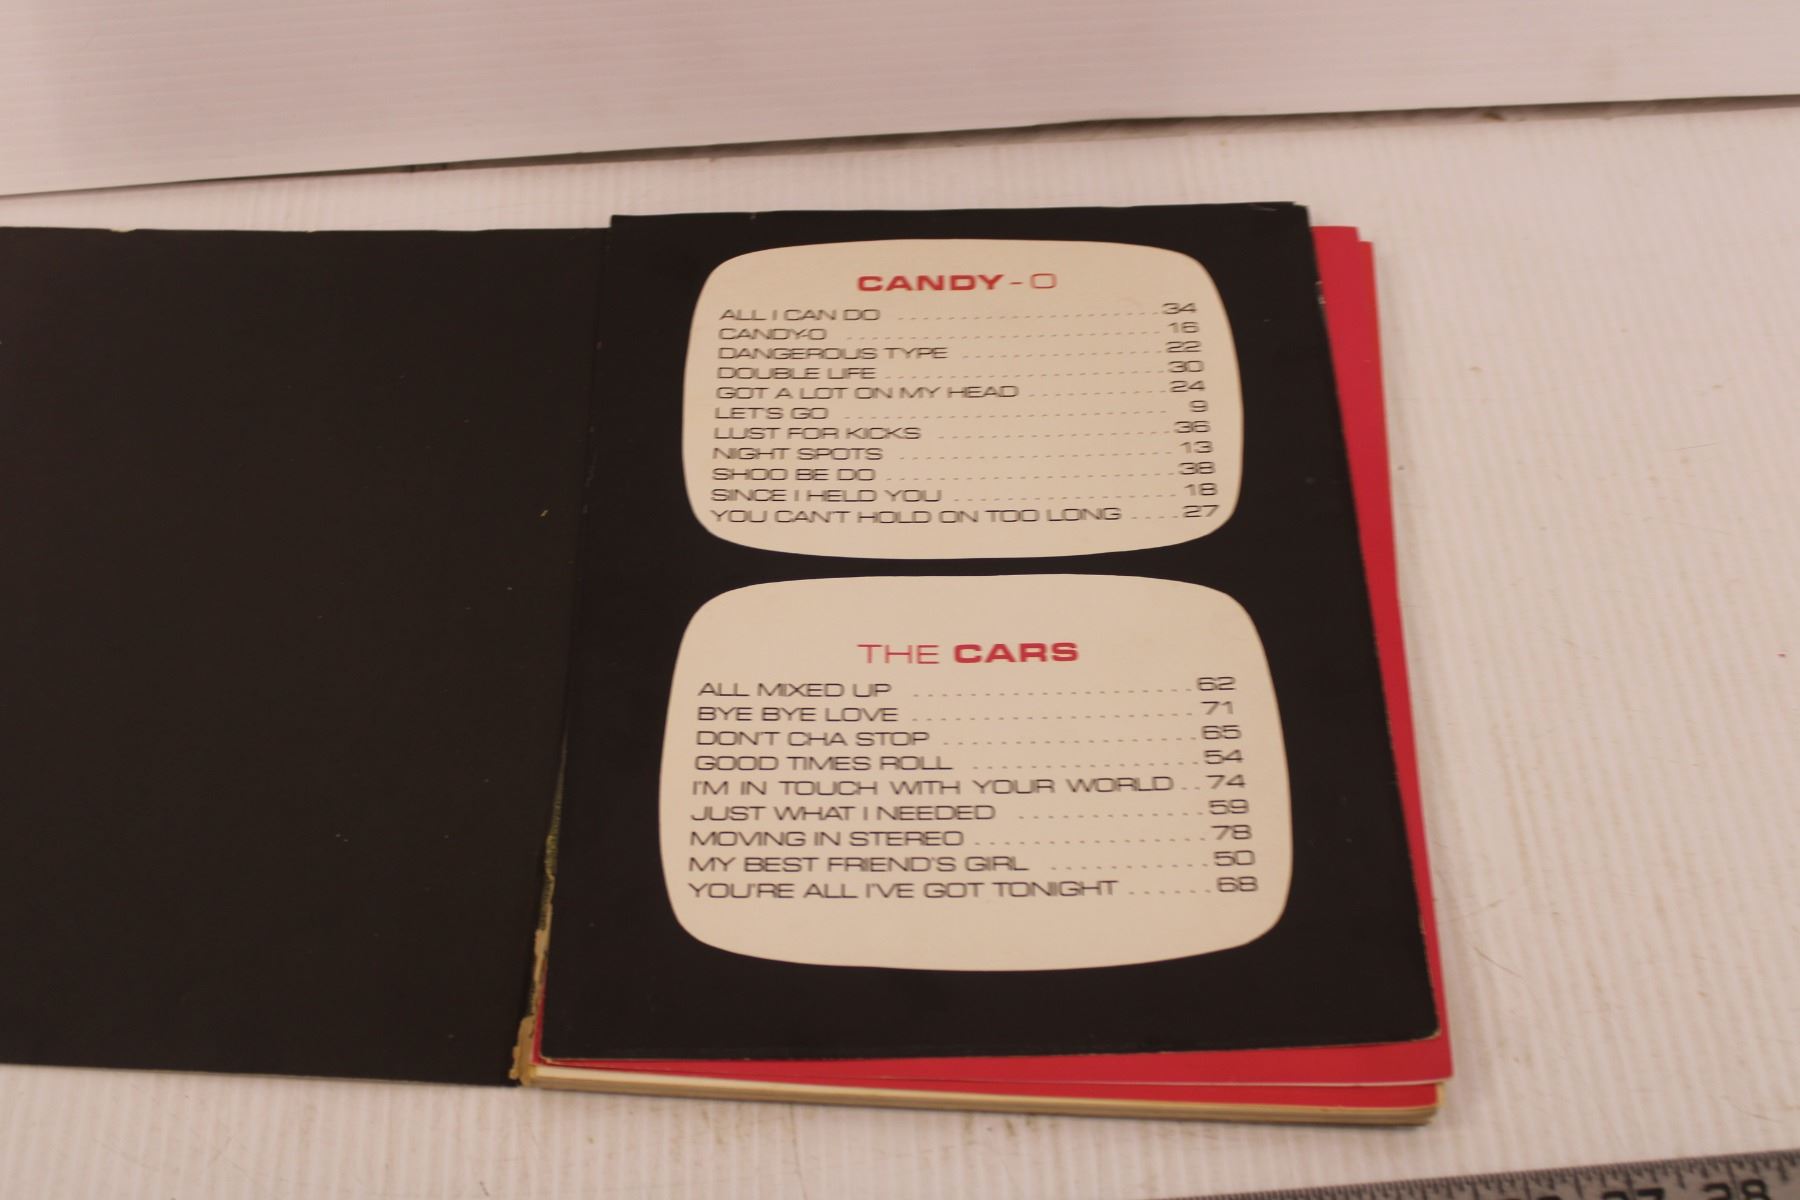 CANDY-O
ALL I CAN DO ....................34
CANDY-O ....................16
DANGEROUS TYPE ....................22
DOUBLE LIFE ....................30
GOT A LOT ON MY HEAD ..........24
LET'S GO .................... 9
LUST FOR KICKS ....................36
NIGHT SPOTS ....................13
SHOO BE DO ....................38
SINCE I HELD YOU ....................18
YOU CAN'T HOLD ON TOO LONG ....27
THE CARS
ALL MIXED UP ....................62
BYE BYE LOVE ....................71
DON'T CHA STOP ..................65
GOOD TIMES ROLL ................54
I'M IN TOUCH WITH YOUR WORLD ..74
JUST WHAT I NEEDED .............59
MOVING IN STEREO ................78
MY BEST FRIEND'S GIRL ..........50
YOU'RE ALL I'VE GOT TONIGHT ......68